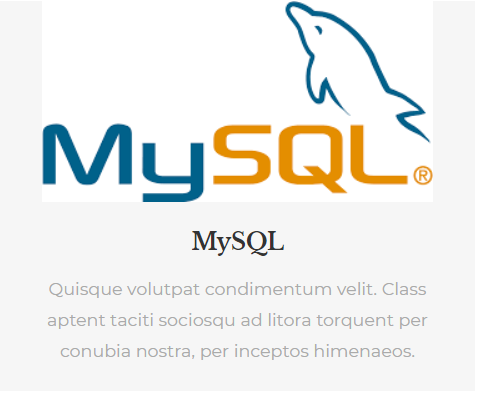 MySQL®
MySQL
Quisque volutpat condimentum velit. Class
aptent taciti sociosqu ad litora torquent per
conubia nostra, per inceptos himenaeos.